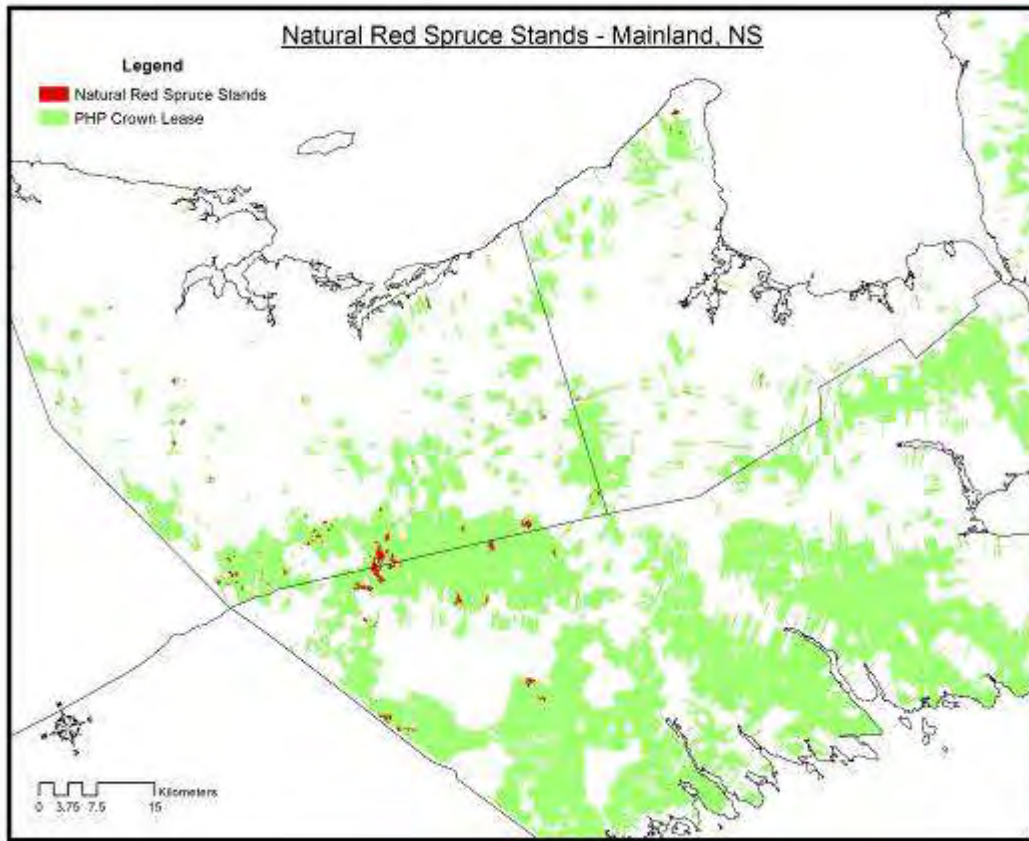 Natural Red Spruce Stands - Mainland, NS
Legend
Natural Red Spruce Stands
PHP Crown Lease
Kilometers
0 3.75 7.5 15